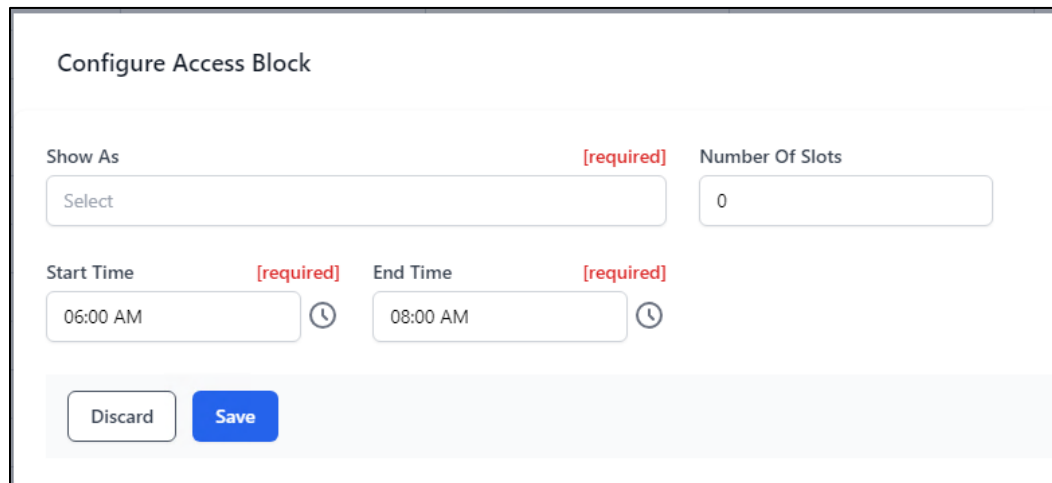 Configure Access Block
Show As [required] Number Of Slots
Select 0
Start Time [required] End Time [required]
06:00 AM 08:00 AM
Discard Save